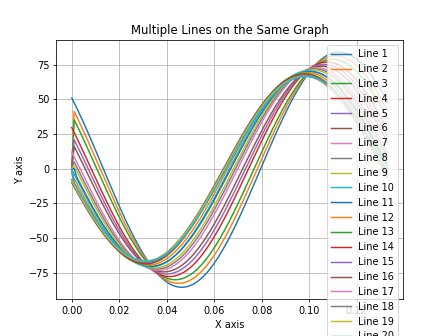 Multiple Lines on the Same Graph
Y axis
75
50
25
0
−25
−50
−75
0.00
0.02
0.04
0.06
0.08
0.10
X axis
Line 1
Line 2
Line 3
Line 4
Line 5
Line 6
Line 7
Line 8
Line 9
Line 10
Line 11
Line 12
Line 13
Line 14
Line 15
Line 16
Line 17
Line 18
Line 19
Line 20